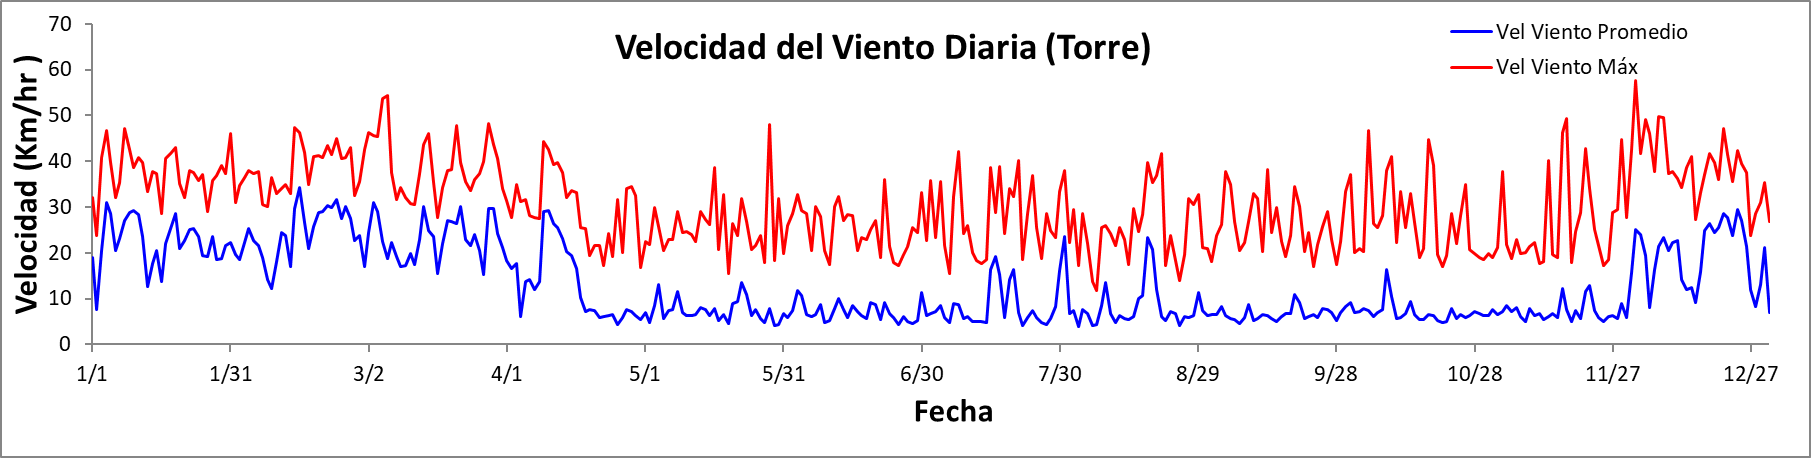 Velocidad del Viento Diaria (Torre)
Vel Viento Promedio
Vel Viento Máx
Velocidad (Km/hr )
70
60
50
40
30
20
10
0
1/1 1/31 3/2 4/1 5/1 5/31 6/30 7/30 8/29 9/28 10/28 11/27 12/27
Fecha